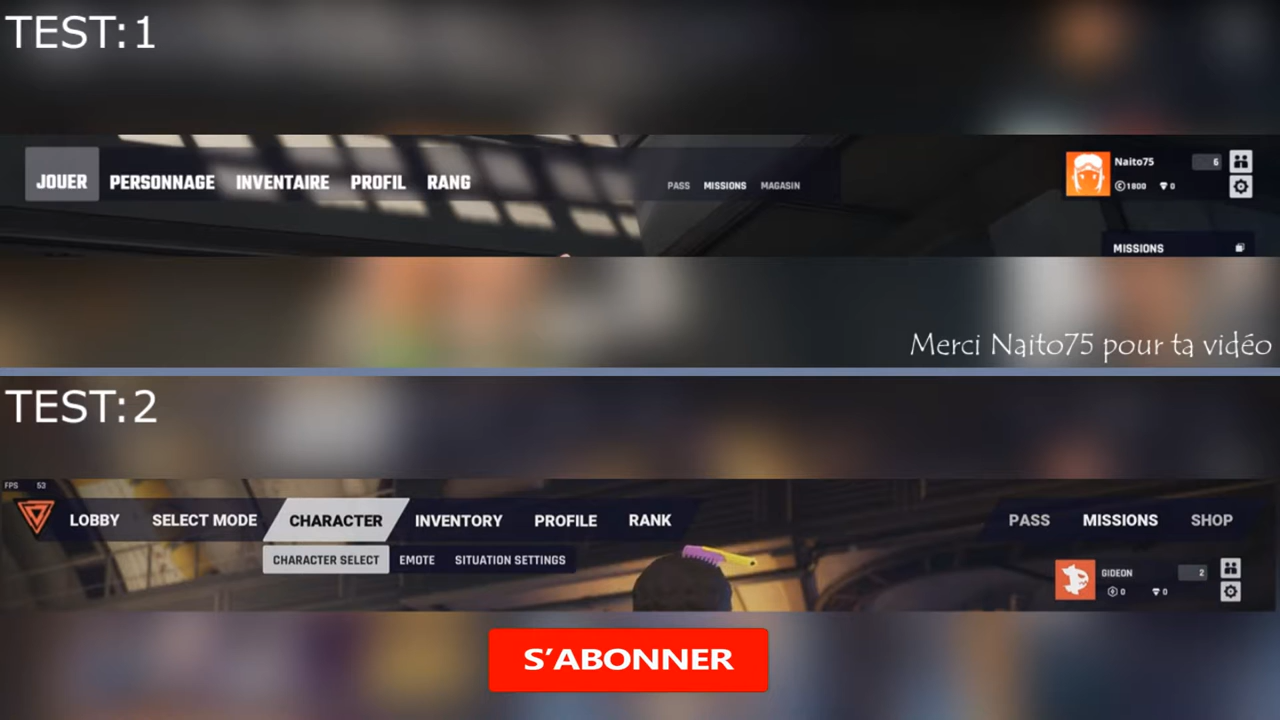 TEST: 1
JOUER PERSONNAGE INVENTAIRE PROFIL RANG
PASS MISSIONS MAGASIN
Naito75 6
1800 0
MISSIONS
Merci Naito75 pour ta vidéo
TEST: 2
FPS 53
LOBBY SELECT MODE CHARACTER INVENTORY PROFILE RANK
PASS MISSIONS SHOP
CHARACTER SELECT EMOTE SITUATION SETTINGS
GIDEON 2
0 0
S'ABONNER